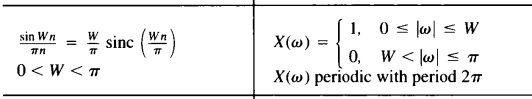 sin Wn / πn = W/π sinc (Wn/π)
0 < W < π
X(ω) = { 1, 0 ≤ |ω| ≤ W
0, W < |ω| ≤ π
X(ω) periodic with period 2π